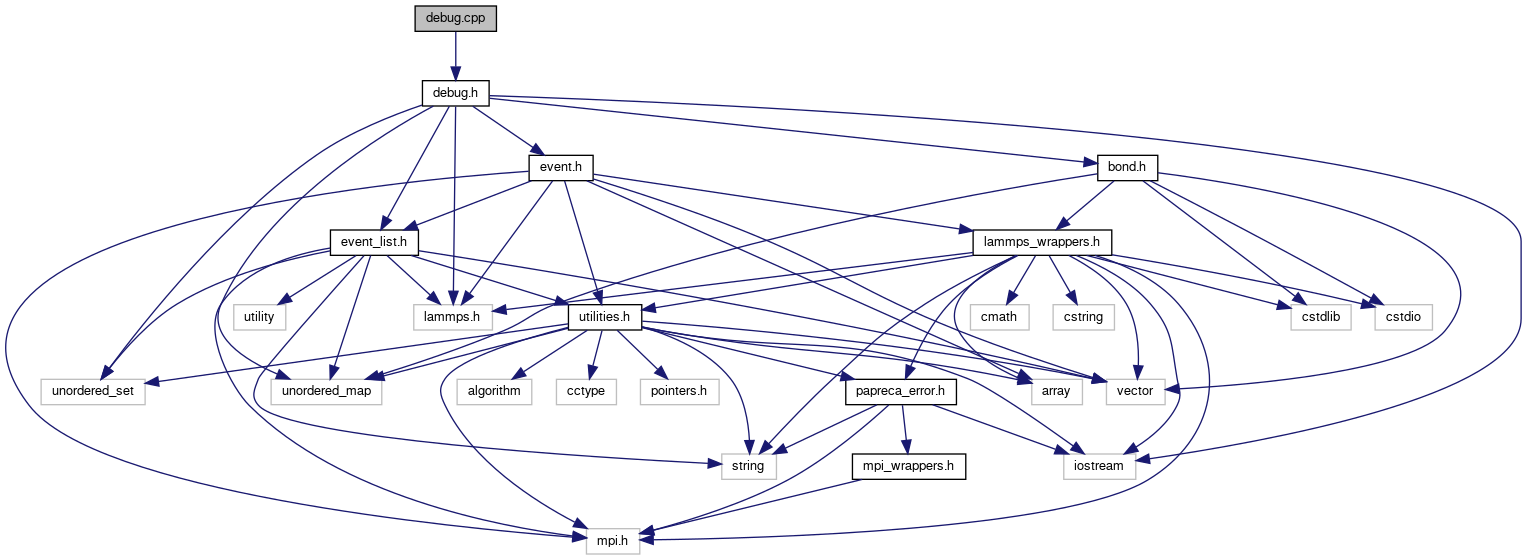 debug.cpp
debug.h
event.h
bond.h
event_list.h
lammps_wrappers.h
utility
lammps.h
utilities.h
cmath
cstring
cstdlib
cstdio
unordered_set
unordered_map
algorithm
cctype
pointers.h
papreca_error.h
array
vector
string
mpi_wrappers.h
iostream
mpi.h